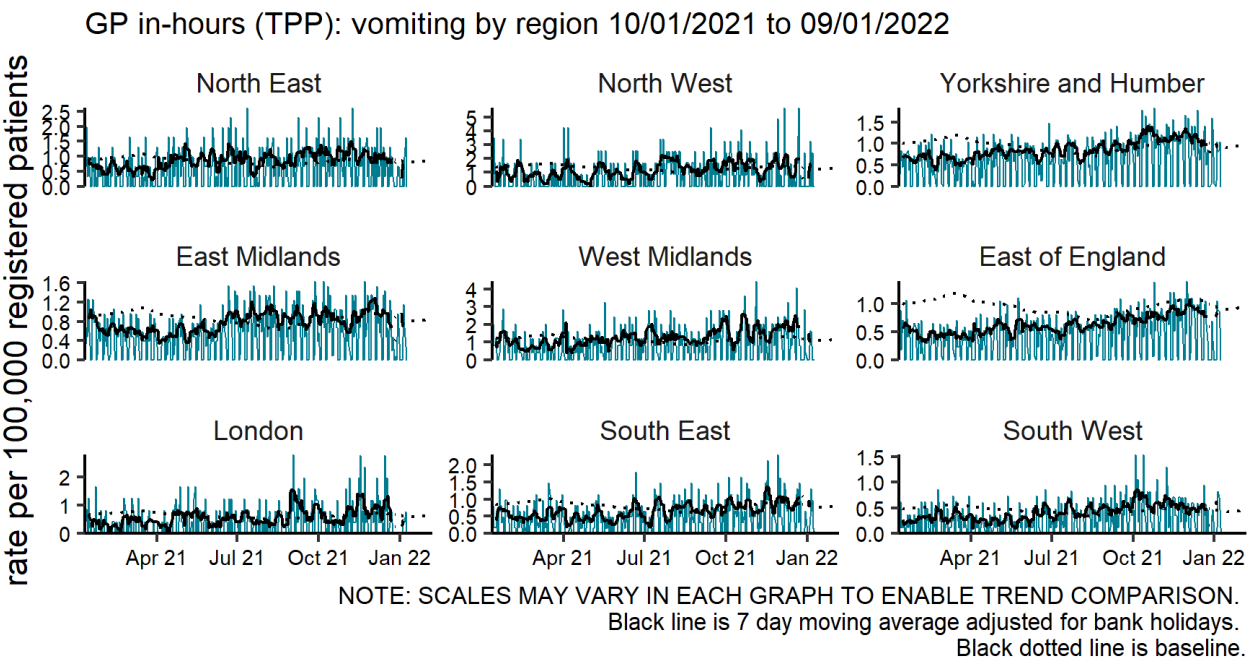 GP in-hours (TPP): vomiting by region 10/01/2021 to 09/01/2022
rate per 100,000 registered patients
North East
2.5
2.0
1.5
1.0
0.5
0.0
North West
5
4
3
2
1
0
Yorkshire and Humber
1.5
1.0
0.5
0.0
East Midlands
1.6
1.2
0.8
0.4
0.0
West Midlands
4
3
2
1
0
East of England
1.0
0.5
0.0
London
2
1
0
Apr 21 Jul 21 Oct 21 Jan 22
South East
2.0
1.5
1.0
0.5
0.0
Apr 21 Jul 21 Oct 21 Jan 22
South West
1.5
1.0
0.5
0.0
Apr 21 Jul 21 Oct 21 Jan 22
NOTE: SCALES MAY VARY IN EACH GRAPH TO ENABLE TREND COMPARISON.
Black line is 7 day moving average adjusted for bank holidays.
Black dotted line is baseline.